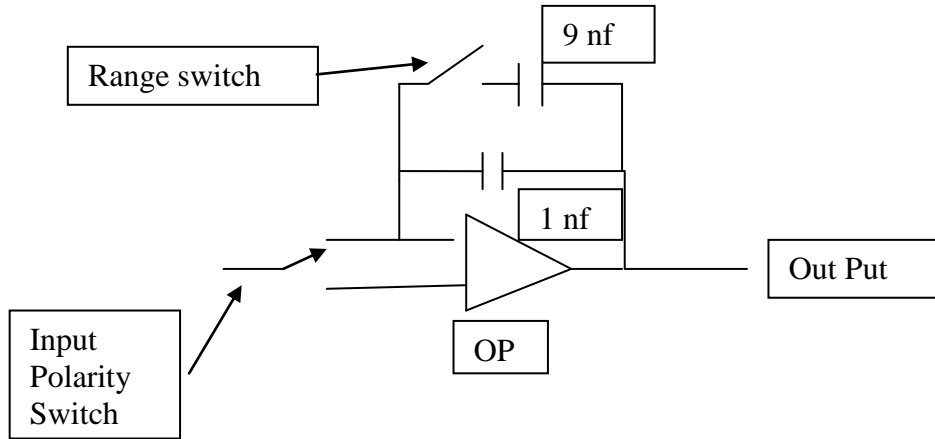 9 nf
Range switch
1 nf
Out Put
Input
Polarity
Switch
OP